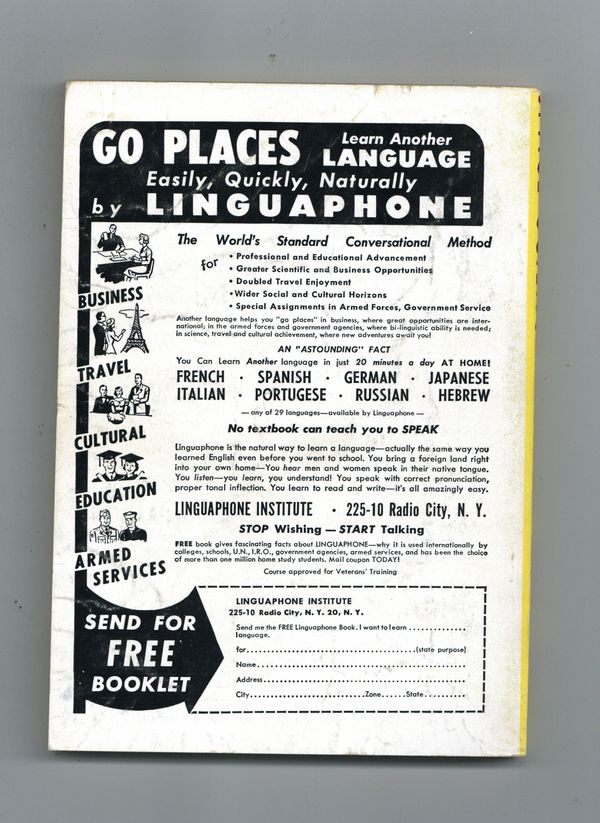 GO PLACES Learn Another LANGUAGE
Easily, Quickly, Naturally
by LINGUAPHONE
The World's Standard Conversational Method
for
• Professional and Educational Advancement
• Greater Scientific and Business Opportunities
• Doubled Travel Enjoyment
• Wider Social and Cultural Horizons
• Special Assignments in Armed Forces, Government Service
BUSINESS
TRAVEL
CULTURAL
EDUCATION
ARMED
SERVICES
Another language helps you "go places" in business, where great opportunities are inter-
national; in the armed forces and government agencies, where bi-linguistic ability is needed;
in science, travel and cultural achievement, where new adventures await you!
AN "ASTOUNDING" FACT
You Can Learn Another language in just 20 minutes a day AT HOME!
FRENCH · SPANISH · GERMAN · JAPANESE
ITALIAN · PORTUGESE · RUSSIAN · HEBREW
—any of 29 languages—available by Linguaphone—
No textbook can teach you to SPEAK
Linguaphone is the natural way to learn a language—actually the same way you
learned English even before you went to school. You bring a foreign land right
into your own home—You hear men and women speak in their native tongue.
You listen—you learn, you understand! You speak with correct pronunciation,
proper tonal inflection. You learn to read and write—it's all amazingly easy.
LINGUAPHONE INSTITUTE · 225-10 Radio City, N. Y.
STOP Wishing — START Talking
FREE book gives fascinating facts about LINGUAPHONE—why it is used internationally by
colleges, schools, U.N., I.R.O., government agencies, armed services, and has been the choice
of more than one million home study students. Mail coupon TODAY!
Course approved for Veterans' Training
SEND FOR
FREE
BOOKLET
LINGUAPHONE INSTITUTE
225-10 Radio City, N. Y. 20, N. Y.
Send me the FREE Linguaphone Book. I want to learn ..............
language.
for..................................................(state purpose)
Name..................................................
Address..................................................
City..............................Zone.....State..........